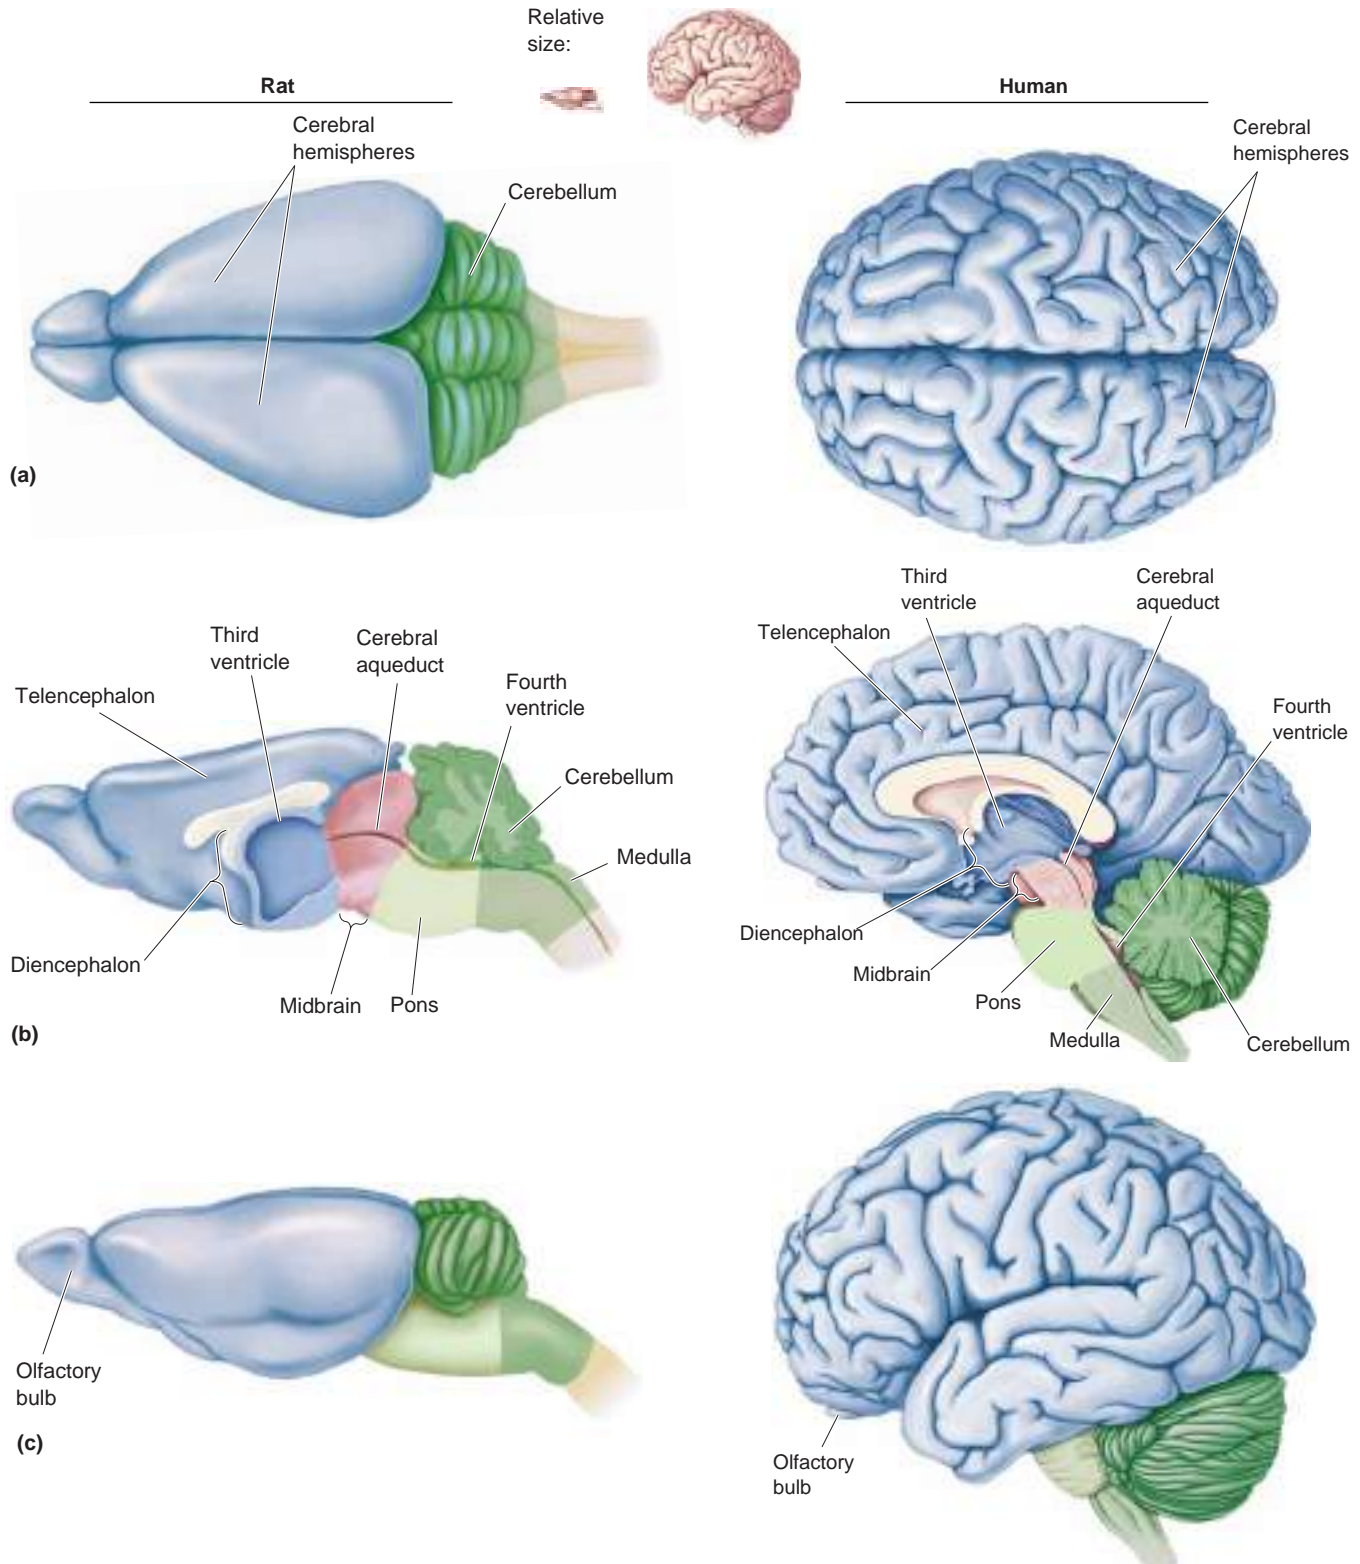 Relative
size:
Rat
Human
Cerebral
hemispheres
Cerebellum
Cerebral
hemispheres
(a)
Third
ventricle
Cerebral
aqueduct
Telencephalon
Fourth
ventricle
Cerebellum
Medulla
Diencephalon
Midbrain
Pons
Third
ventricle
Cerebral
aqueduct
Telencephalon
Fourth
ventricle
Diencephalon
Midbrain
Pons
Medulla
Cerebellum
(b)
Olfactory
bulb
Olfactory
bulb
(c)